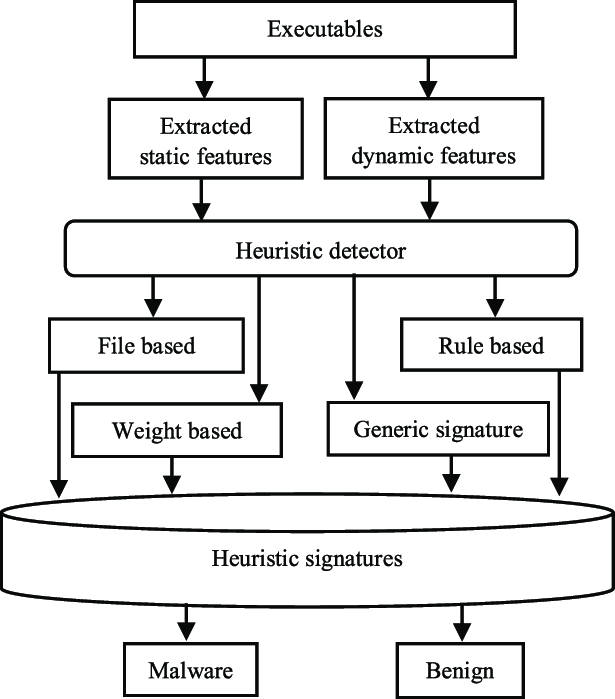 Executables
Extracted
static features
Extracted
dynamic features
Heuristic detector
File based
Rule based
Weight based
Generic signature
Heuristic signatures
Malware
Benign